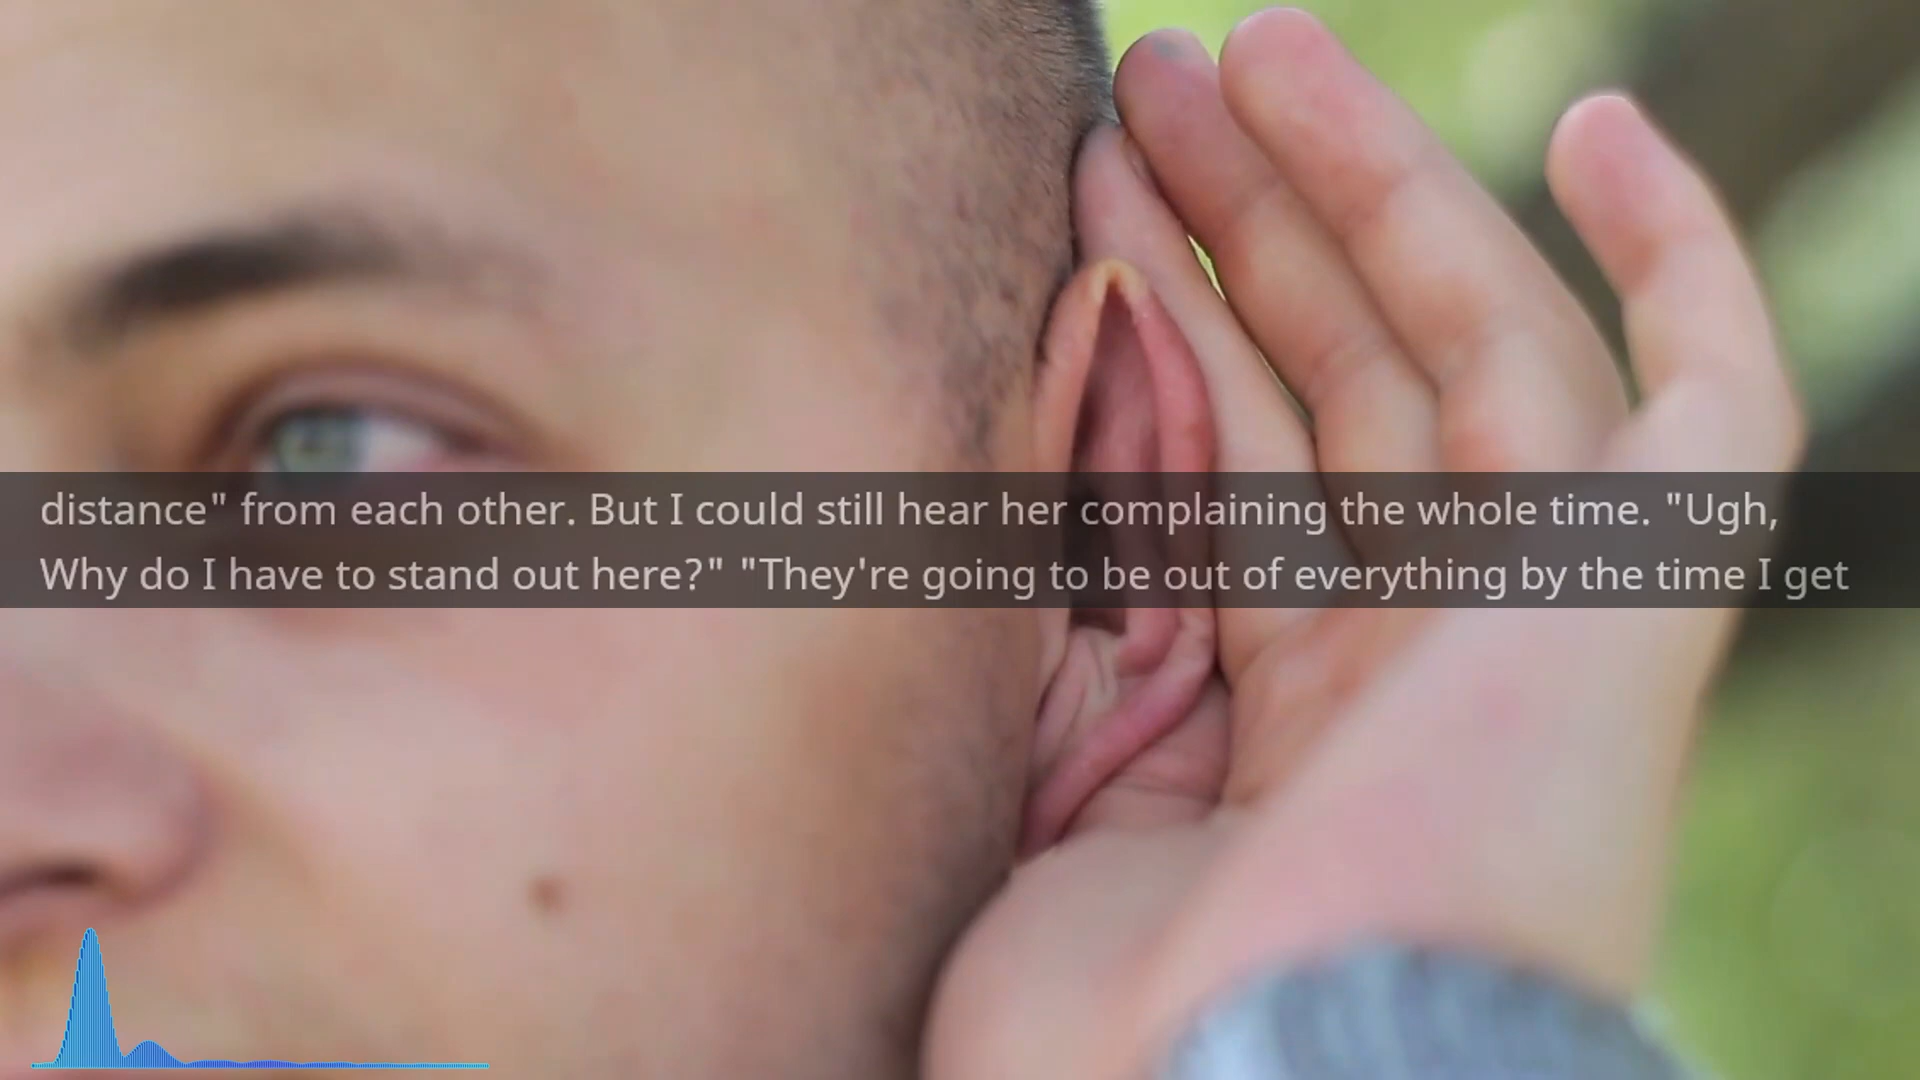 distance" from each other. But I could still hear her complaining the whole time. "Ugh,
Why do I have to stand out here?" "They're going to be out of everything by the time I get